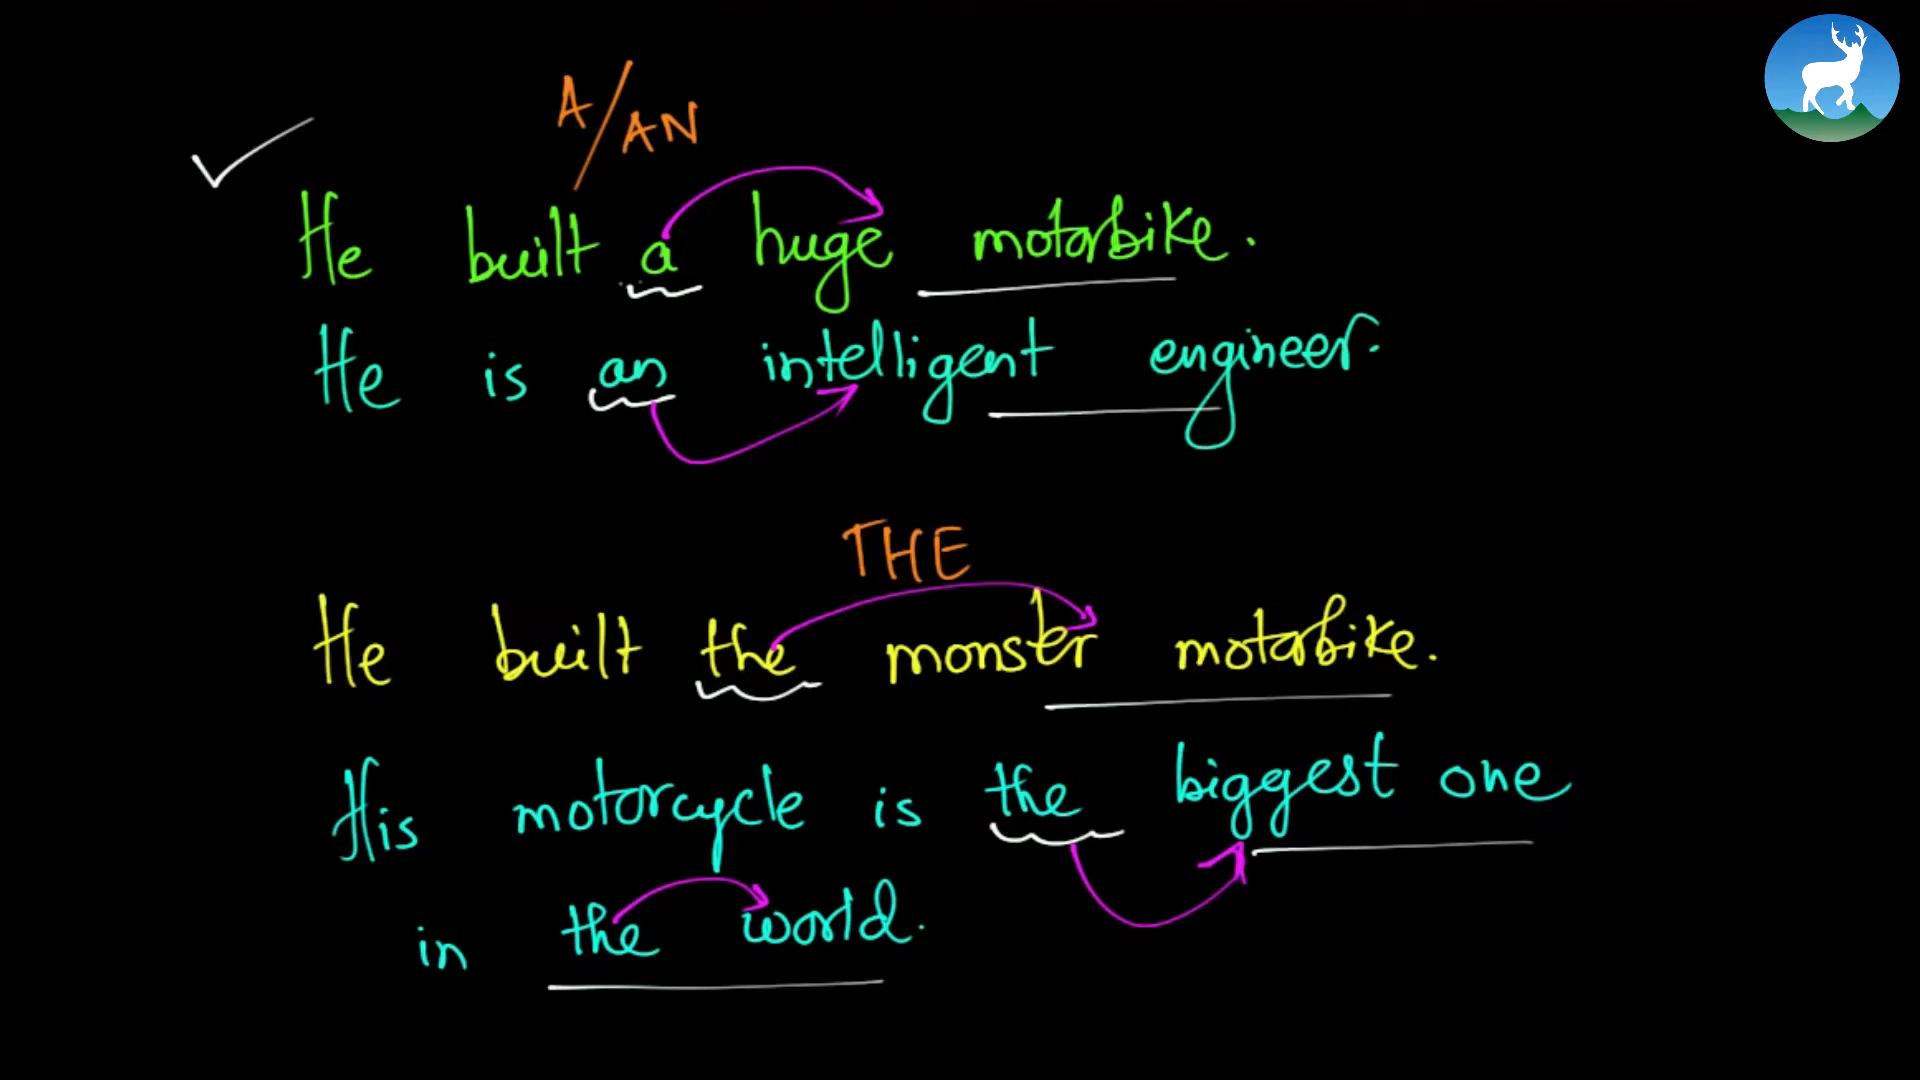 A/AN
He built a huge motorbike.
He is an intelligent engineer.
THE
He built the monster motorbike.
His motorcycle is the biggest one
in the world.